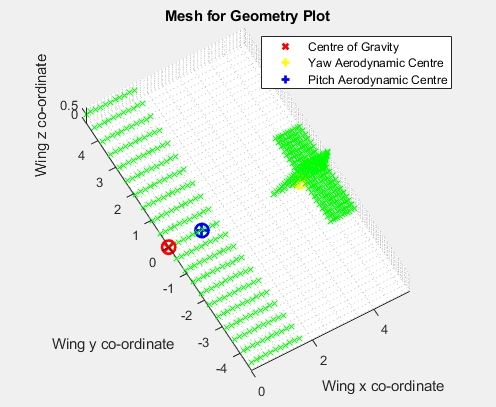 Mesh for Geometry Plot
Centre of Gravity
Yaw Aerodynamic Centre
Pitch Aerodynamic Centre
Wing z co-ordinate
0.5
0
4
3
2
1
0
-1
-2
-3
-4
Wing y co-ordinate
0
2
4
Wing x co-ordinate